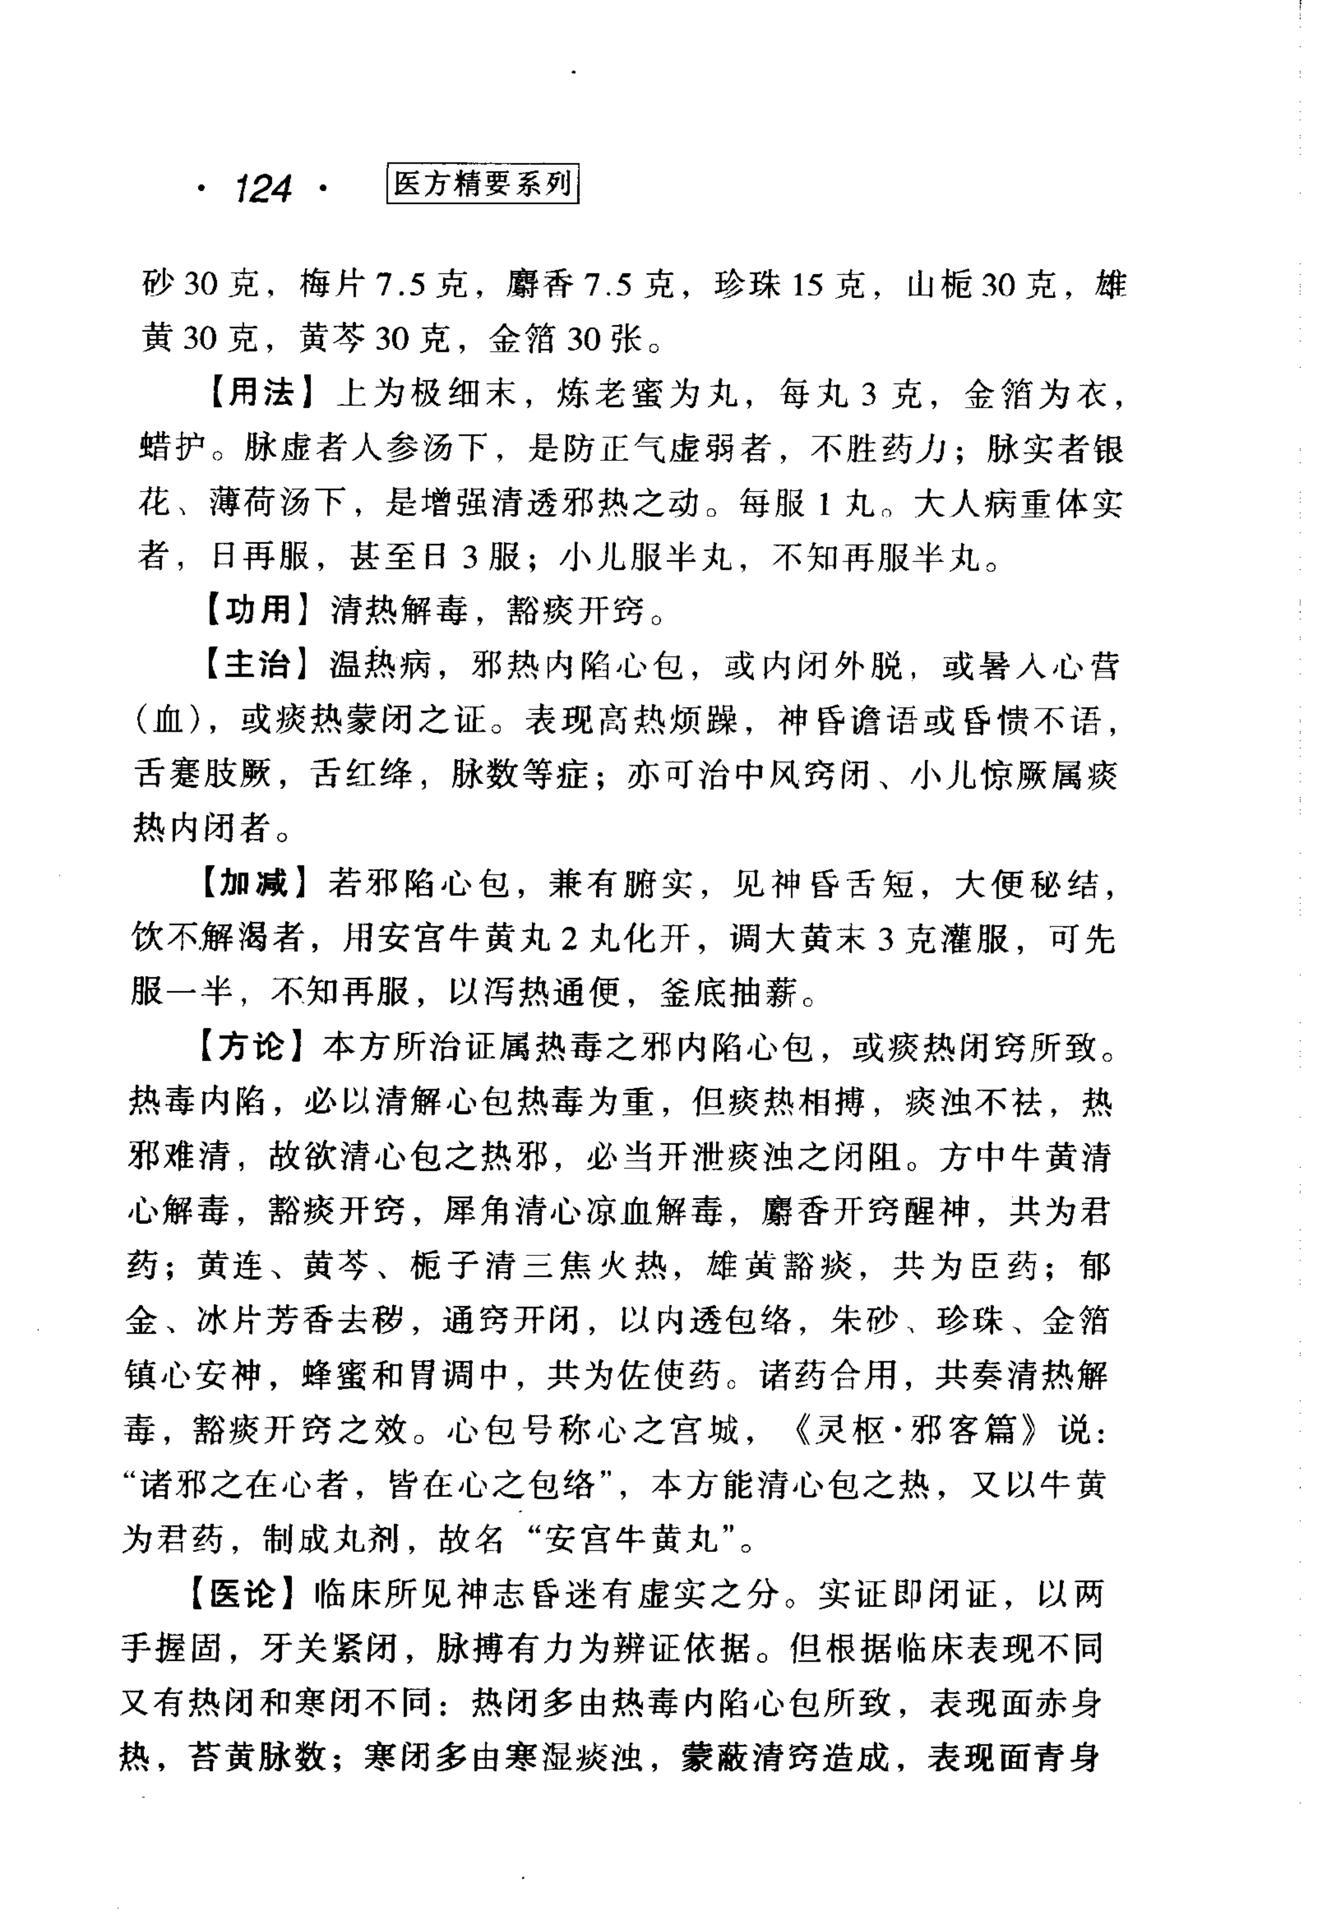 · 124 · 医方精要系列
砂30克，梅片7.5克，麝香7.5克，珍珠15克，山栀30克，雄
黄30克，黄芩30克，金箔30张。
【用法】上为极细末，炼老蜜为丸，每丸3克，金箔为衣，
蜡护。脉虚者人参汤下，是防正气虚弱者，不胜药力；脉实者银
花、薄荷汤下，是增强清透邪热之动。每服1丸。大人病重体实
者，日再服，甚至日3服；小儿服半丸，不知再服半丸。
【功用】清热解毒，豁痰开窍。
【主治】温热病，邪热内陷心包，或内闭外脱，或暑入心营
（血），或痰热蒙闭之证。表现高热烦躁，神昏谵语或昏愦不语，
舌蹇肢厥，舌红绛，脉数等症；亦可治中风窍闭、小儿惊厥属痰
热内闭者。
【加减】若邪陷心包，兼有腑实，见神昏舌短，大便秘结，
饮不解渴者，用安宫牛黄丸2丸化开，调大黄末3克灌服，可先
服一半，不知再服，以泻热通便，釜底抽薪。
【方论】本方所治证属热毒之邪内陷心包，或痰热闭窍所致。
热毒内陷，必以清解心包热毒为重，但痰热相搏，痰浊不祛，热
邪难清，故欲清心包之热邪，必当开泄痰浊之闭阻。方中牛黄清
心解毒，豁痰开窍，犀角清心凉血解毒，麝香开窍醒神，共为君
药；黄连、黄芩、栀子清三焦火热，雄黄豁痰，共为臣药；郁
金、冰片芳香去秽，通窍开闭，以内透包络，朱砂、珍珠、金箔
镇心安神，蜂蜜和胃调中，共为佐使药。诸药合用，共奏清热解
毒，豁痰开窍之效。心包号称心之宫城，《灵枢·邪客篇》说：
“诸邪之在心者，皆在心之包络”，本方能清心包之热，又以牛黄
为君药，制成丸剂，故名“安宫牛黄丸”。
【医论】临床所见神志昏迷有虚实之分。实证即闭证，以两
手握固，牙关紧闭，脉搏有力为辨证依据。但根据临床表现不同
又有热闭和寒闭不同：热闭多由热毒内陷心包所致，表现面赤身
热，苔黄脉数；寒闭多由寒湿痰浊，蒙蔽清窍造成，表现面青身